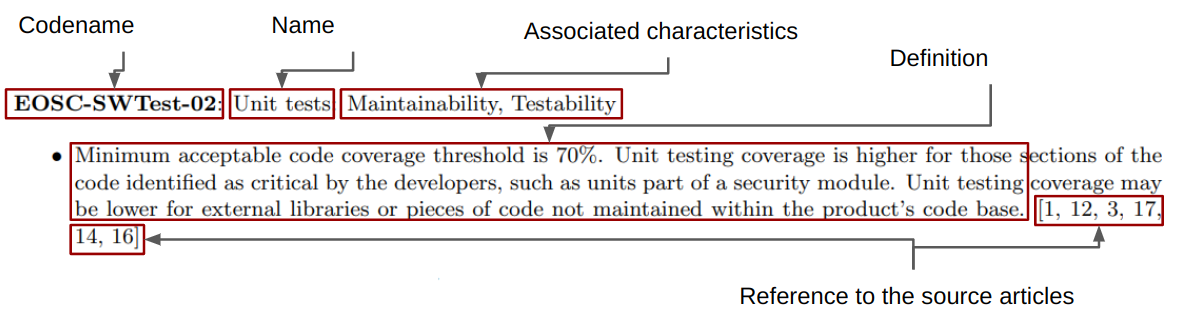 Codename
Name
Associated characteristics
Definition
EOSC-SWTest-02: Unit tests Maintainability, Testability
• Minimum acceptable code coverage threshold is 70%. Unit testing coverage is higher for those sections of the
code identified as critical by the developers, such as units part of a security module. Unit testing coverage may
be lower for external libraries or pieces of code not maintained within the product's code base. [1, 12, 3, 17,
14, 16]
Reference to the source articles